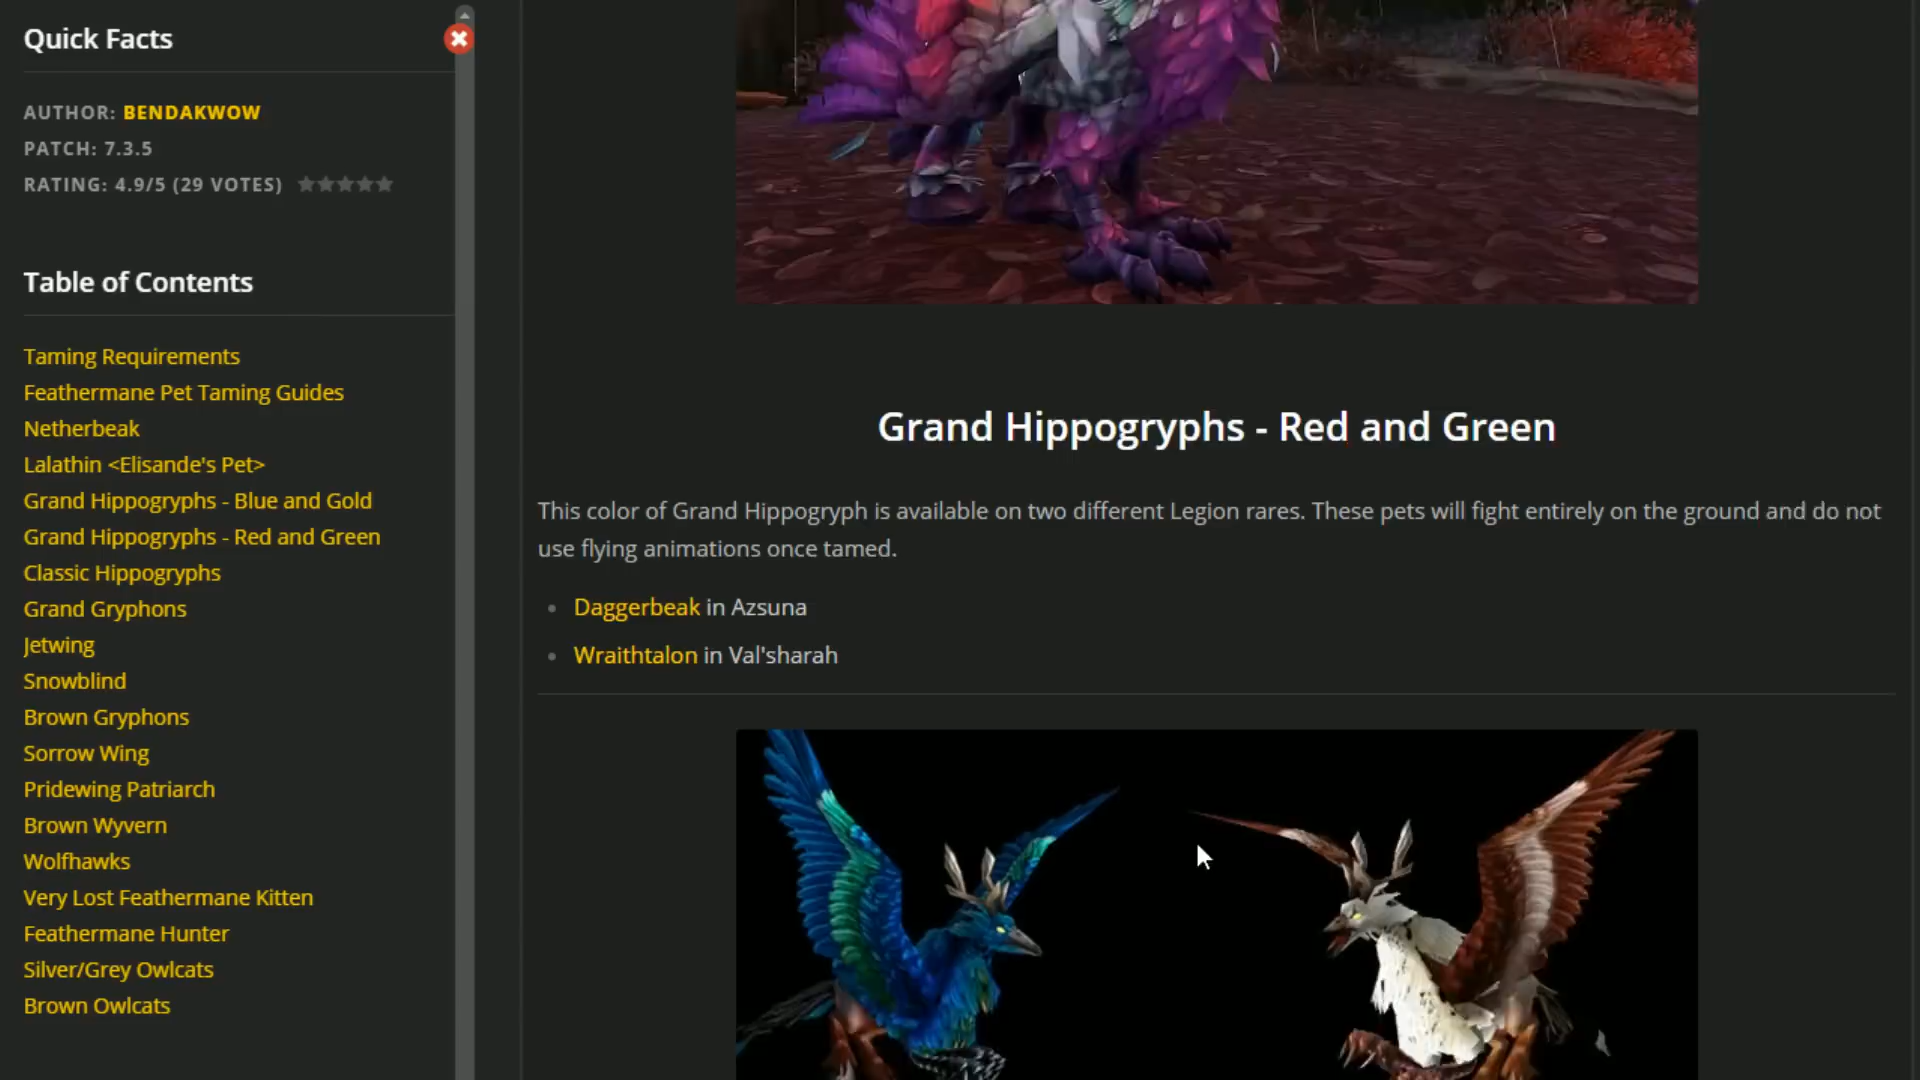 Quick Facts
AUTHOR: BENDAKWOW
PATCH: 7.3.5
RATING: 4.9/5 (29 VOTES)
Table of Contents
Taming Requirements
Feathermane Pet Taming Guides
Netherbeak
Lalathin <Elisande's Pet>
Grand Hippogryphs - Blue and Gold
Grand Hippogryphs - Red and Green
Classic Hippogryphs
Grand Gryphons
Jetwing
Snowblind
Brown Gryphons
Sorrow Wing
Pridewing Patriarch
Brown Wyvern
Wolfhawks
Very Lost Feathermane Kitten
Feathermane Hunter
Silver/Grey Owlcats
Brown Owlcats
Grand Hippogryphs - Red and Green
This color of Grand Hippogryph is available on two different Legion rares. These pets will fight entirely on the ground and do not
use flying animations once tamed.
Daggerbeak in Azsuna
Wraithtalon in Val'sharah